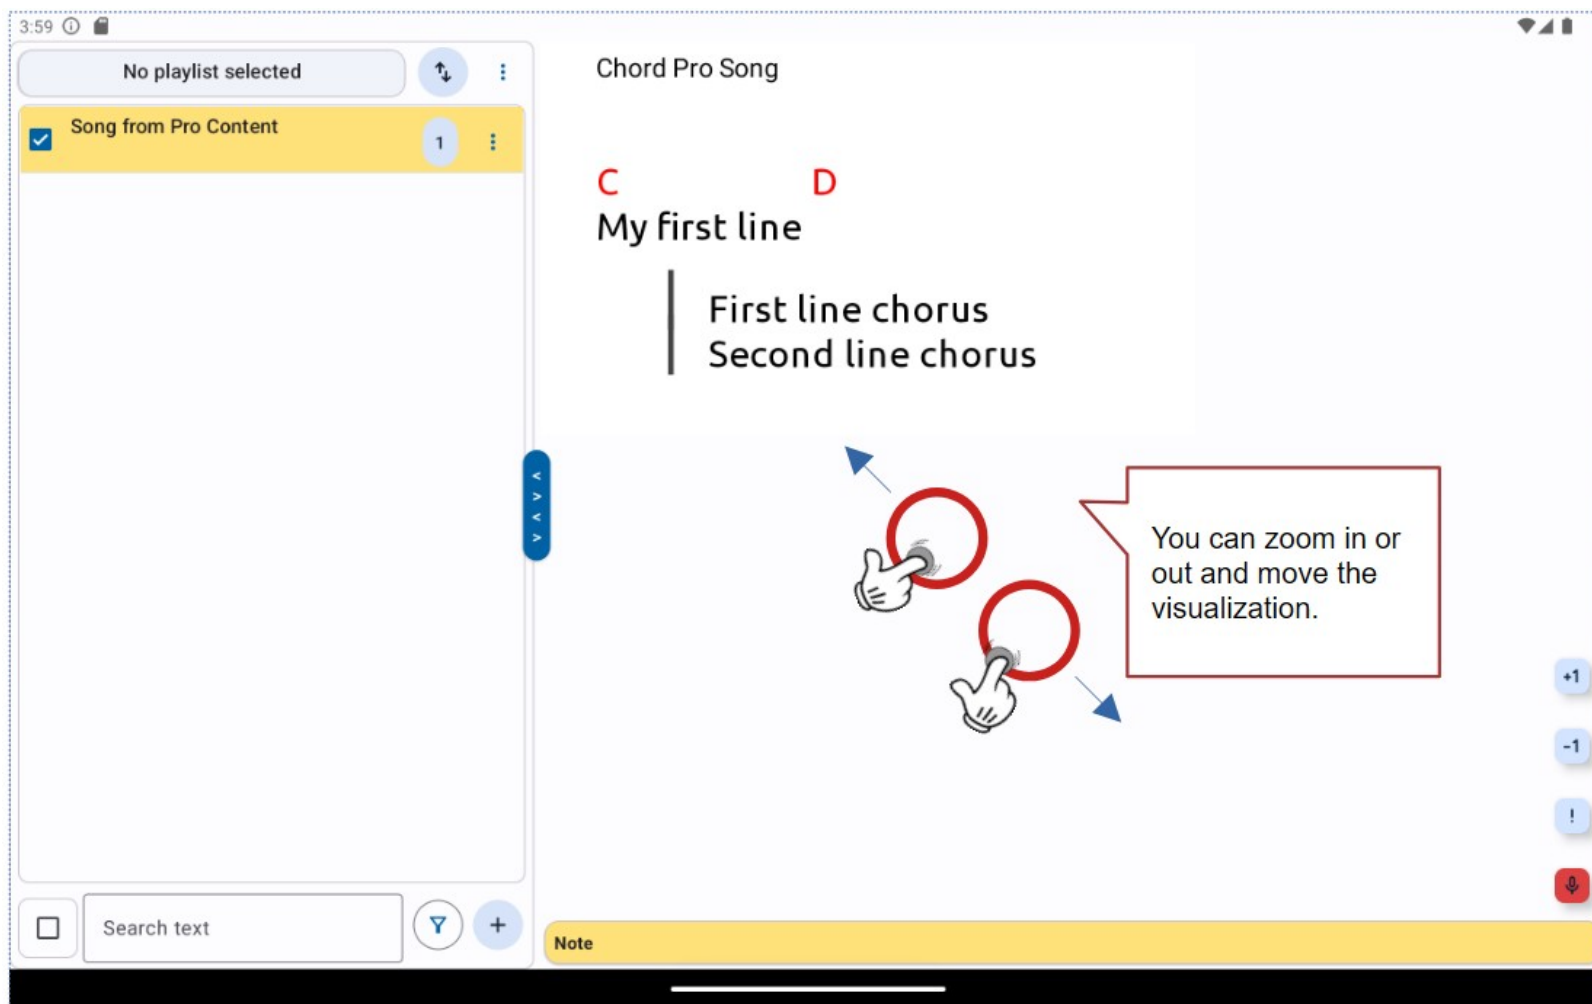 3:59
No playlist selected
Song from Pro Content
1
Chord Pro Song
C D
My first line
First line chorus
Second line chorus
< > < >
You can zoom in or
out and move the
visualization.
+1
-1
!
Search text
+
Note